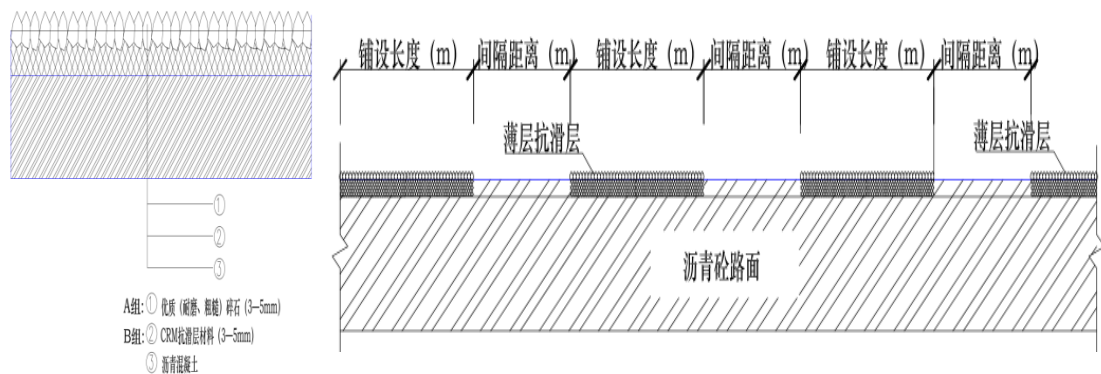 ①
②
③
A组: ① 优质（耐磨、粗糙）碎石（3—5mm）
B组: ② CRM抗滑层材料（3—5mm）
③ 沥青混凝土
铺设长度（m） 间隔距离（m） 铺设长度（m） 间隔距离（m） 铺设长度（m） 间隔距离（m）
薄层抗滑层 薄层抗滑层
沥青砼路面